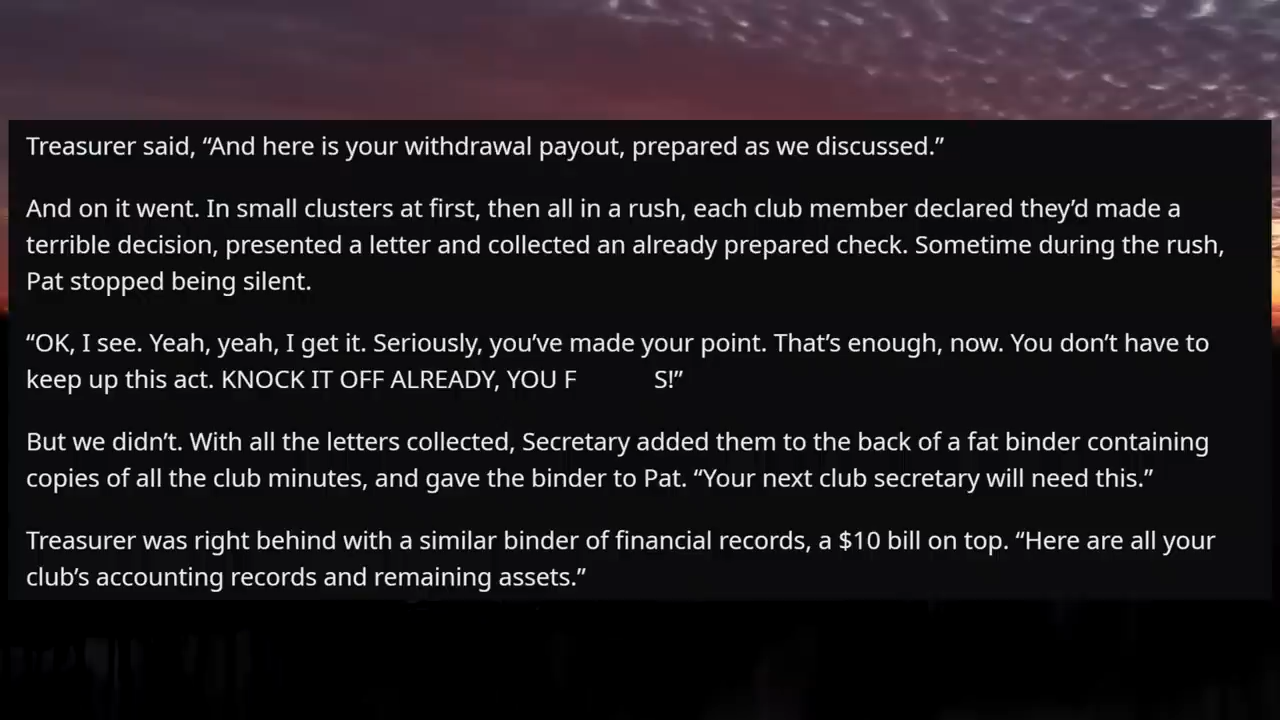 Treasurer said, “And here is your withdrawal payout, prepared as we discussed.”
And on it went. In small clusters at first, then all in a rush, each club member declared they’d made a
terrible decision, presented a letter and collected an already prepared check. Sometime during the rush,
Pat stopped being silent.
“OK, I see. Yeah, yeah, I get it. Seriously, you’ve made your point. That’s enough, now. You don’t have to
keep up this act. KNOCK IT OFF ALREADY, YOU F S!”
But we didn’t. With all the letters collected, Secretary added them to the back of a fat binder containing
copies of all the club minutes, and gave the binder to Pat. “Your next club secretary will need this.”
Treasurer was right behind with a similar binder of financial records, a $10 bill on top. “Here are all your
club’s accounting records and remaining assets.”